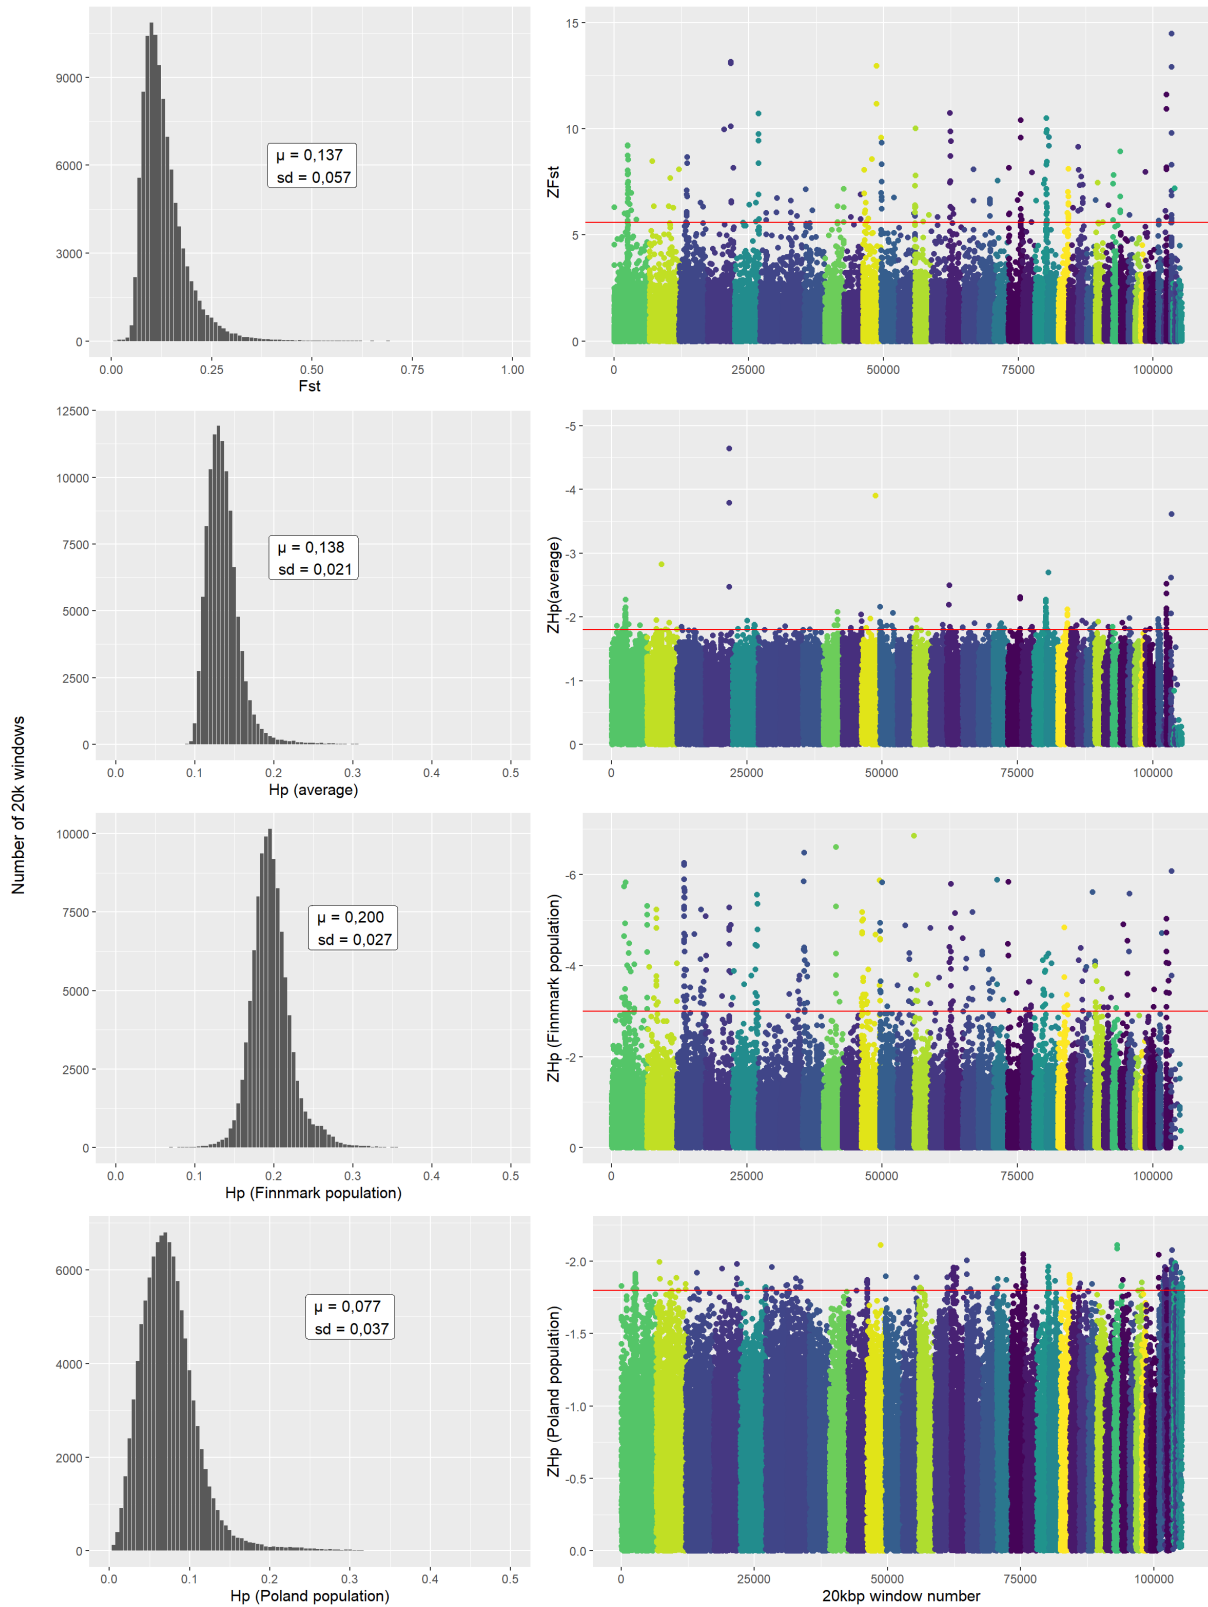 Number of 20k windows
9000
6000
3000
0
µ = 0,137
sd = 0,057
0.00 0.25 0.50 0.75 1.00
Fst
ZFst
15
10
5
0
0 25000 50000 75000 100000
12500
10000
7500
5000
2500
0
µ = 0,138
sd = 0,021
0.0 0.1 0.2 0.3 0.4 0.5
Hp (average)
ZHp(average)
-5
-4
-3
-2
-1
0
0 25000 50000 75000 100000
10000
7500
5000
2500
0
µ = 0,200
sd = 0,027
0.0 0.1 0.2 0.3 0.4 0.5
Hp (Finnmark population)
ZHp (Finnmark population)
-6
-4
-2
0
0 25000 50000 75000 100000
6000
4000
2000
0
µ = 0,077
sd = 0,037
0.0 0.1 0.2 0.3 0.4 0.5
Hp (Poland population)
ZHp (Poland population)
-2.0
-1.5
-1.0
-0.5
0.0
0 25000 50000 75000 100000
20kbp window number